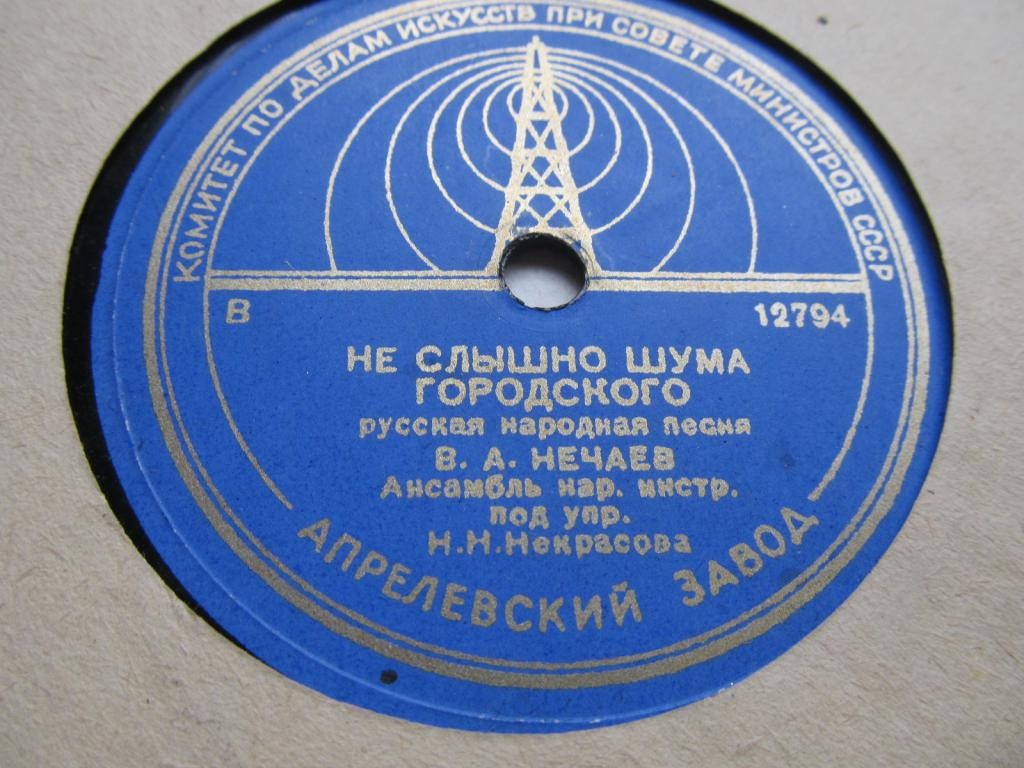 КОМИТЕТ ПО ДЕЛАМ ИСКУССТВ ПРИ СОВЕТЕ МИНИСТРОВ СССР
В 12794
НЕ СЛЫШНО ШУМА
ГОРОДСКОГО
русская народная песня
В. А. НЕЧАЕВ
Ансамбль нар. инстр.
под упр.
Н.Н.Некрасова
АПРЕЛЕВСКИЙ ЗАВОД